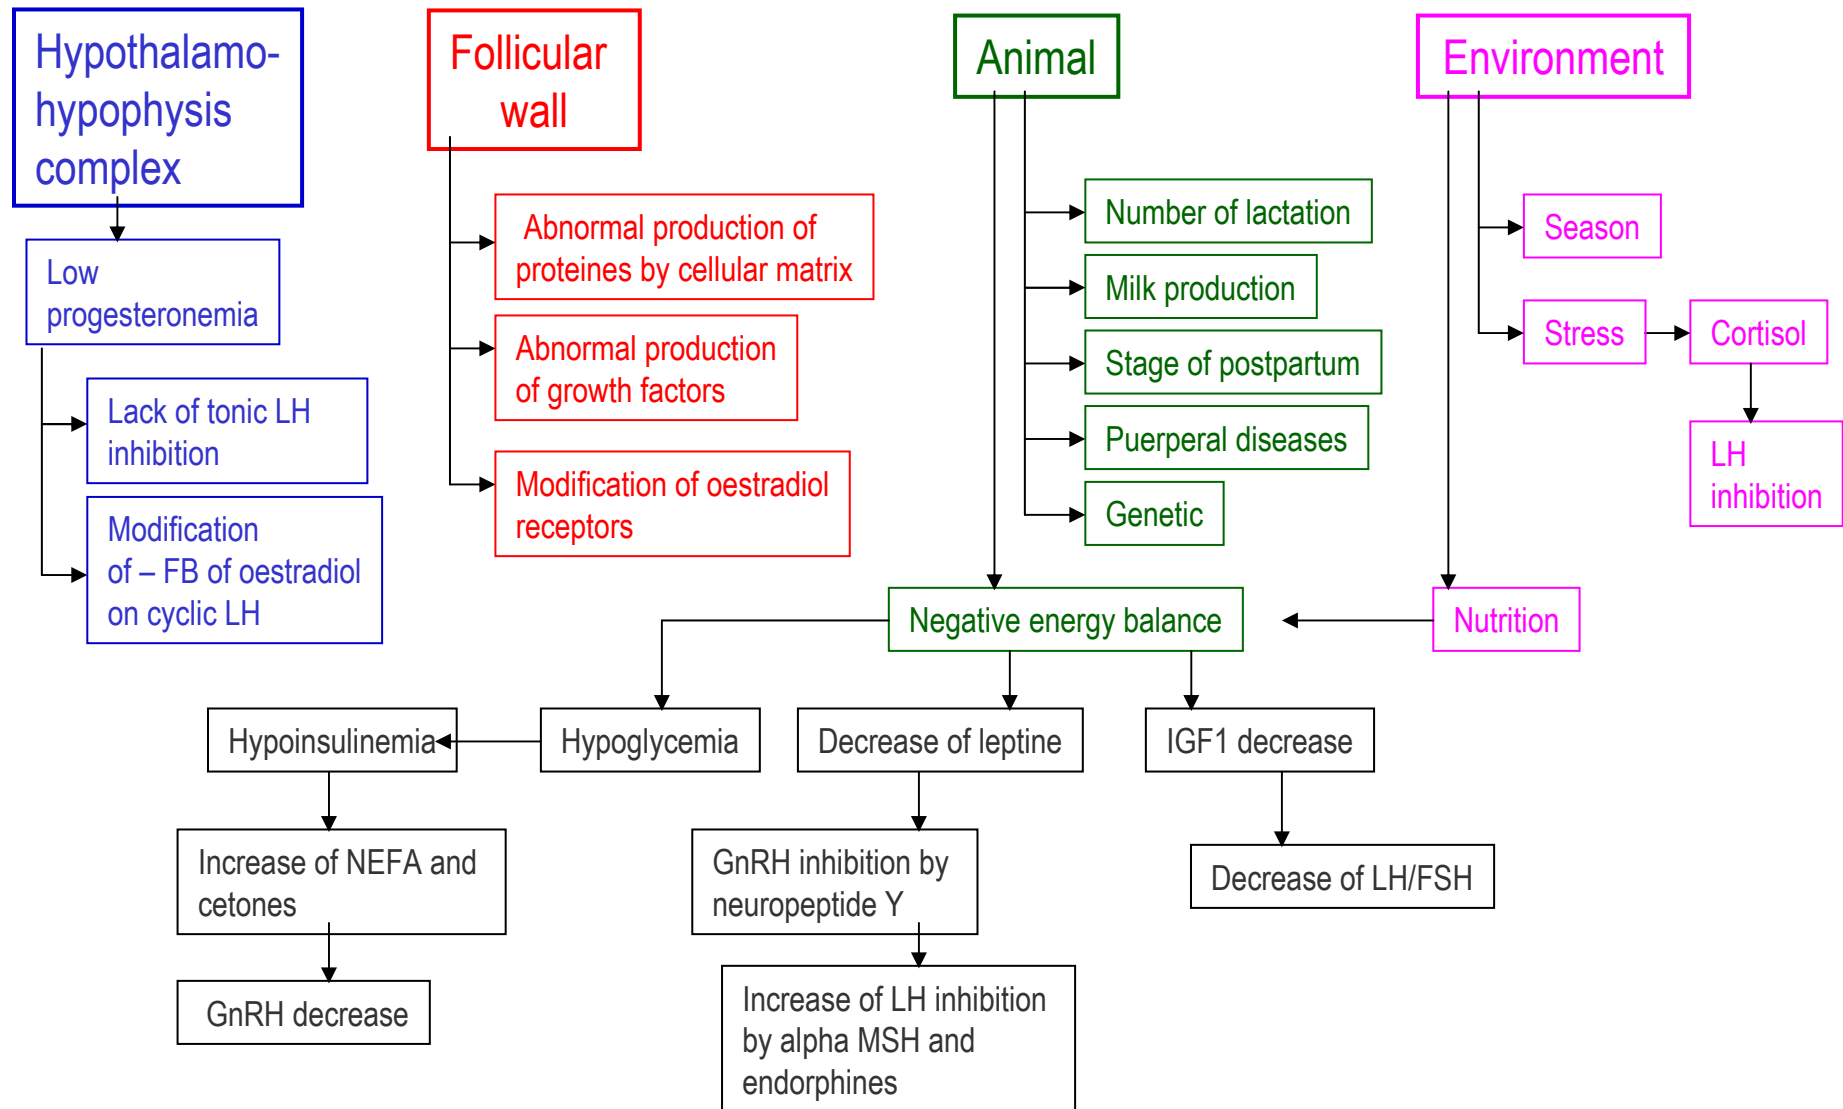 Hypothalamo-
hypophysis
complex
Low
progesteronemia
Lack of tonic LH
inhibition
Modification
of – FB of oestradiol
on cyclic LH
Follicular
wall
Abnormal production of
proteines by cellular matrix
Abnormal production
of growth factors
Modification of oestradiol
receptors
Animal
Number of lactation
Milk production
Stage of postpartum
Puerperal diseases
Genetic
Negative energy balance
Environment
Season
Stress
Cortisol
LH
inhibition
Nutrition
Hypoinsulinemia
Hypoglycemia
Decrease of leptine
IGF1 decrease
Increase of NEFA and
cetones
GnRH decrease
GnRH inhibition by
neuropeptide Y
Increase of LH inhibition
by alpha MSH and
endorphines
Decrease of LH/FSH